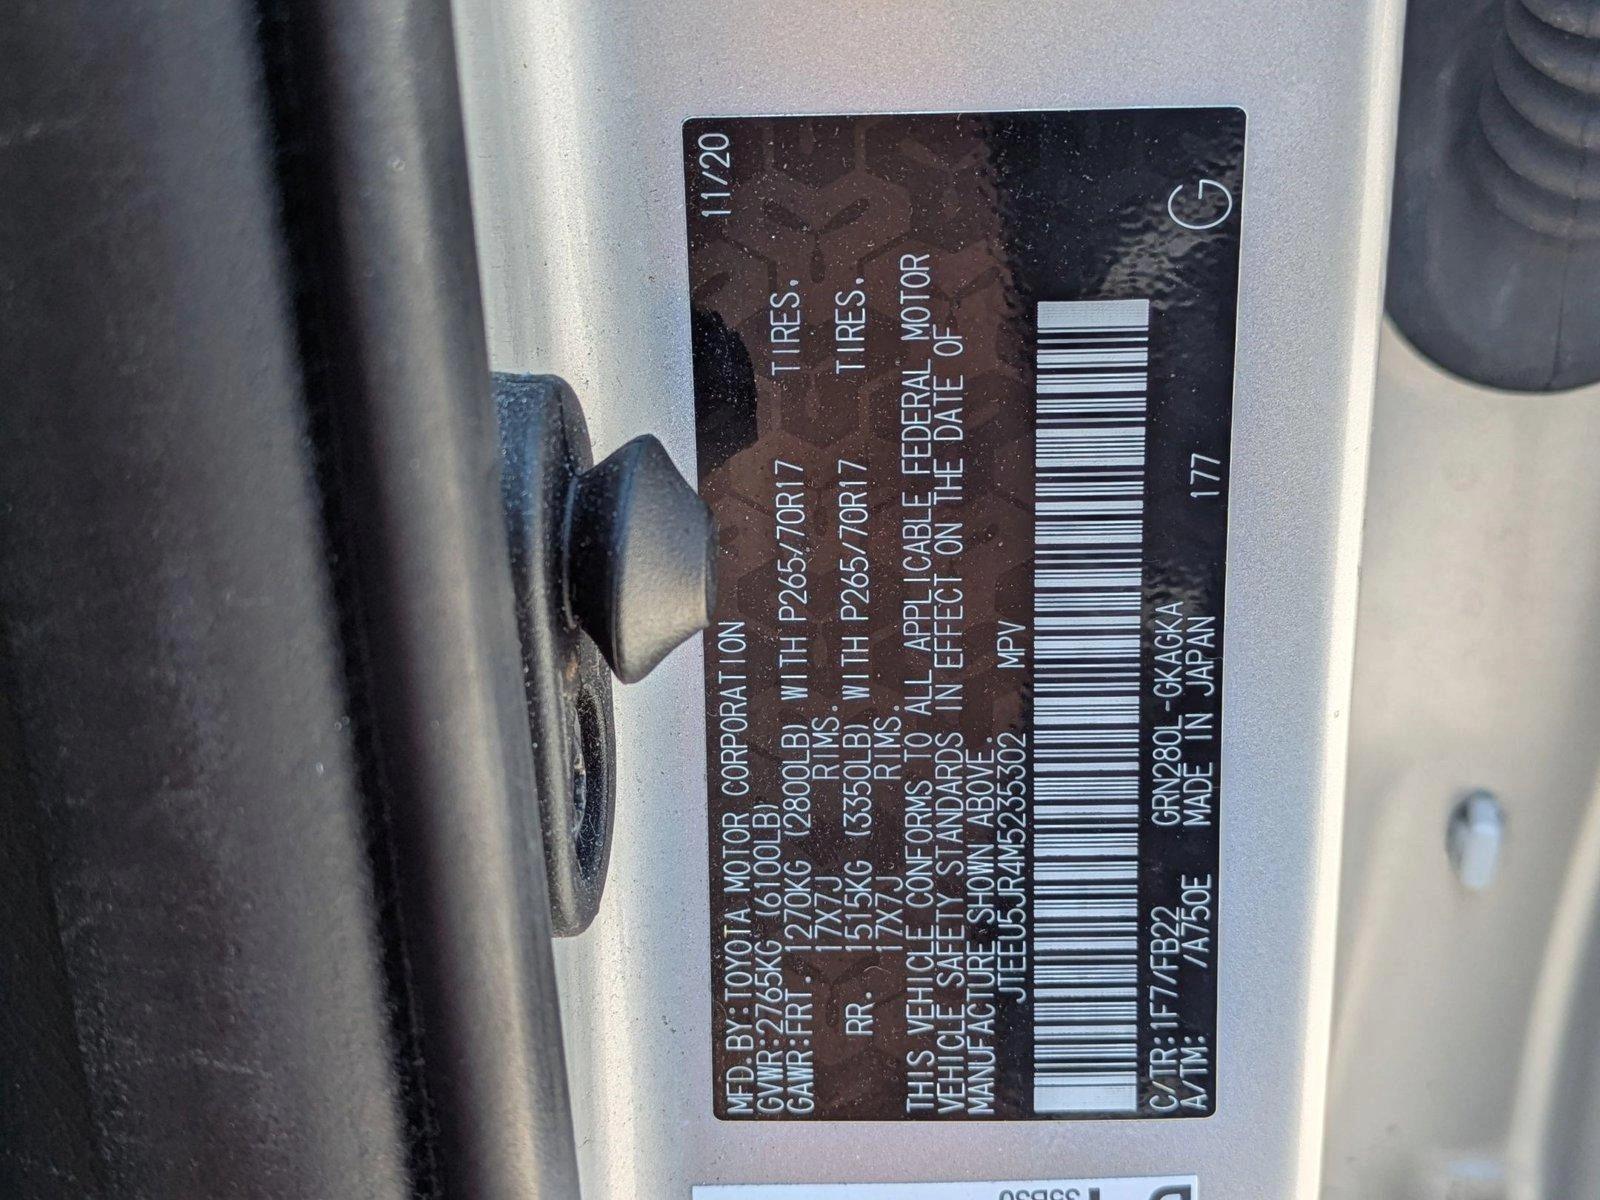 MFD.BY:TOYOTA MOTOR CORPORATION 11/20
GVWR:2765KG (6100LB)
GAWR:FRT. 1270KG (2800LB) WITH P265/70R17 TIRES,
17X7J RIMS.
RR. 1515KG (3350LB) WITH P265/70R17 TIRES,
17X7J RIMS.
THIS VEHICLE CONFORMS TO ALL APPLICABLE FEDERAL MOTOR
VEHICLE SAFETY STANDARDS IN EFFECT ON THE DATE OF
MANUFACTURE SHOWN ABOVE.
JTEEU5JR4M5235302 MPV
C/TR:1F7/FB22 GRN280L-GKAGKA
A/TM: /A750E MADE IN JAPAN 177
G